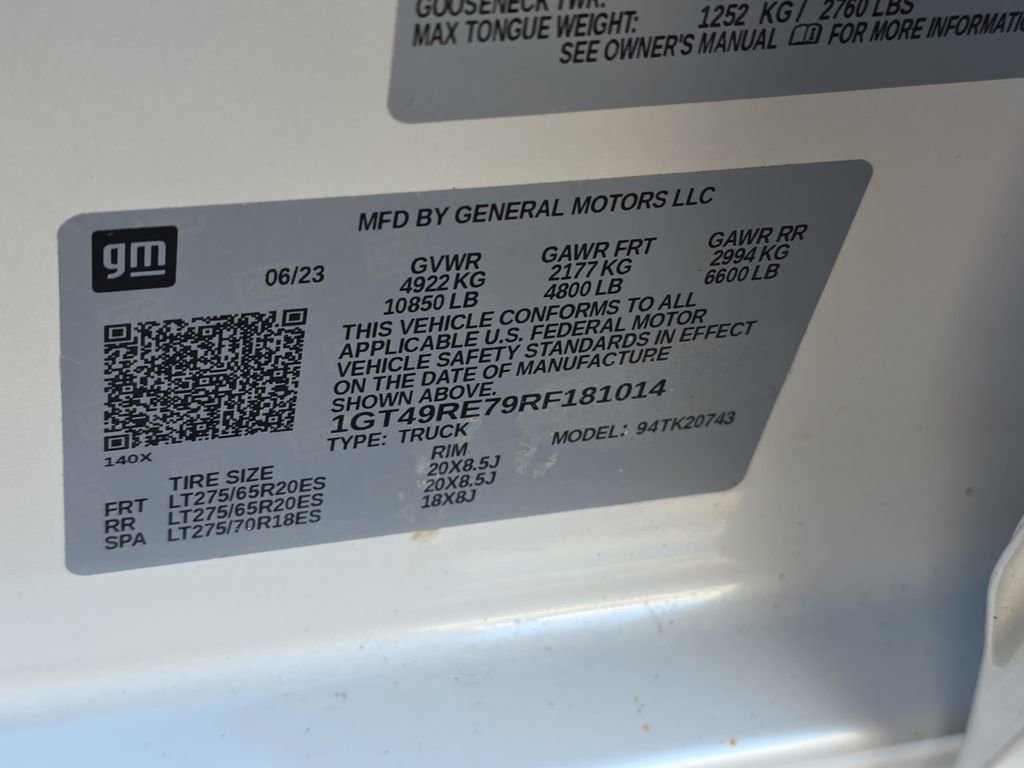 GOOSENECK TWR:
MAX TONGUE WEIGHT: 1252 KG / 2760 LBS
SEE OWNER'S MANUAL FOR MORE INFORMATIO
MFD BY GENERAL MOTORS LLC
gm
06/23
GVWR GAWR FRT GAWR RR
4922 KG 2177 KG 2994 KG
10850 LB 4800 LB 6600 LB
THIS VEHICLE CONFORMS TO ALL
APPLICABLE U.S. FEDERAL MOTOR
VEHICLE SAFETY STANDARDS IN EFFECT
ON THE DATE OF MANUFACTURE
SHOWN ABOVE.
1GT49RE79RF181014
TYPE: TRUCK MODEL: 94TK20743
140X
TIRE SIZE RIM
FRT LT275/65R20ES 20X8.5J
RR LT275/65R20ES 20X8.5J
SPA LT275/70R18ES 18X8J